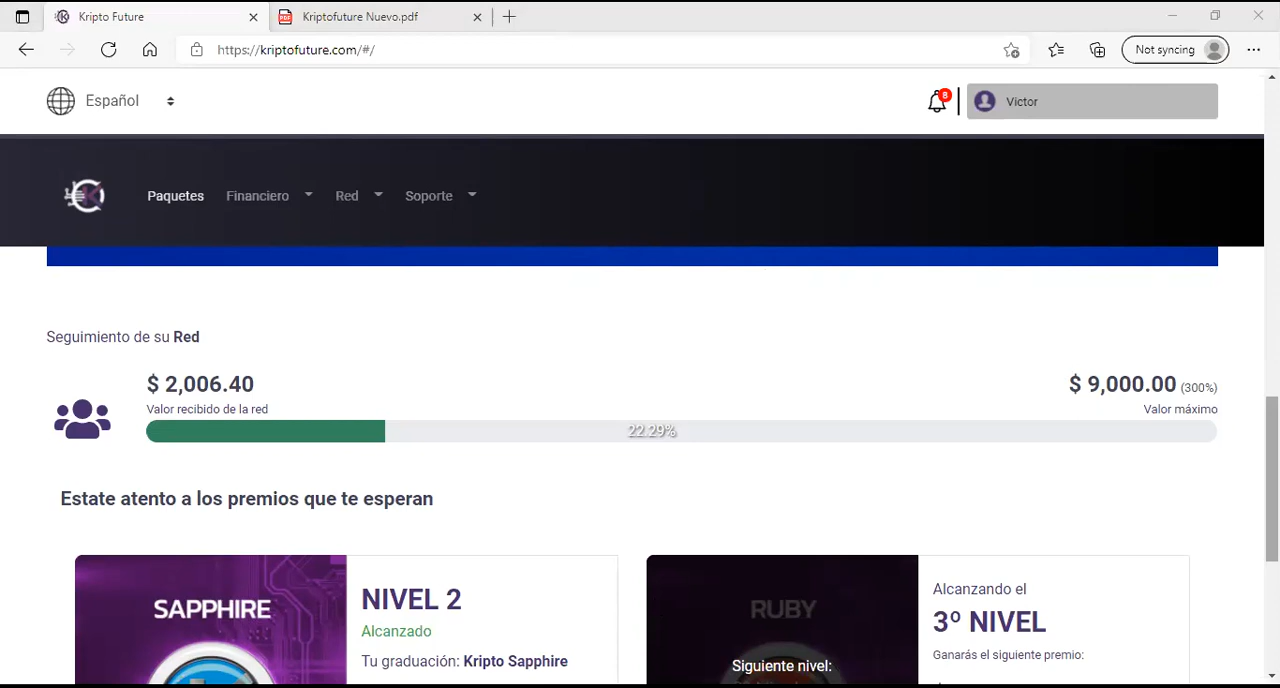 Kripto Future
Kriptofuture Nuevo.pdf
https://kriptofuture.com/#/
Not syncing
Español
8
Victor
Paquetes Financiero Red Soporte
Seguimiento de su Red
$ 2,006.40
$ 9,000.00 (300%)
Valor recibido de la red
Valor máximo
22.29%
Estate atento a los premios que te esperan
SAPPHIRE
NIVEL 2
Alcanzado
Tu graduación: Kripto Sapphire
RUBY
Siguiente nivel:
Alcanzando el
3º NIVEL
Ganarás el siguiente premio: